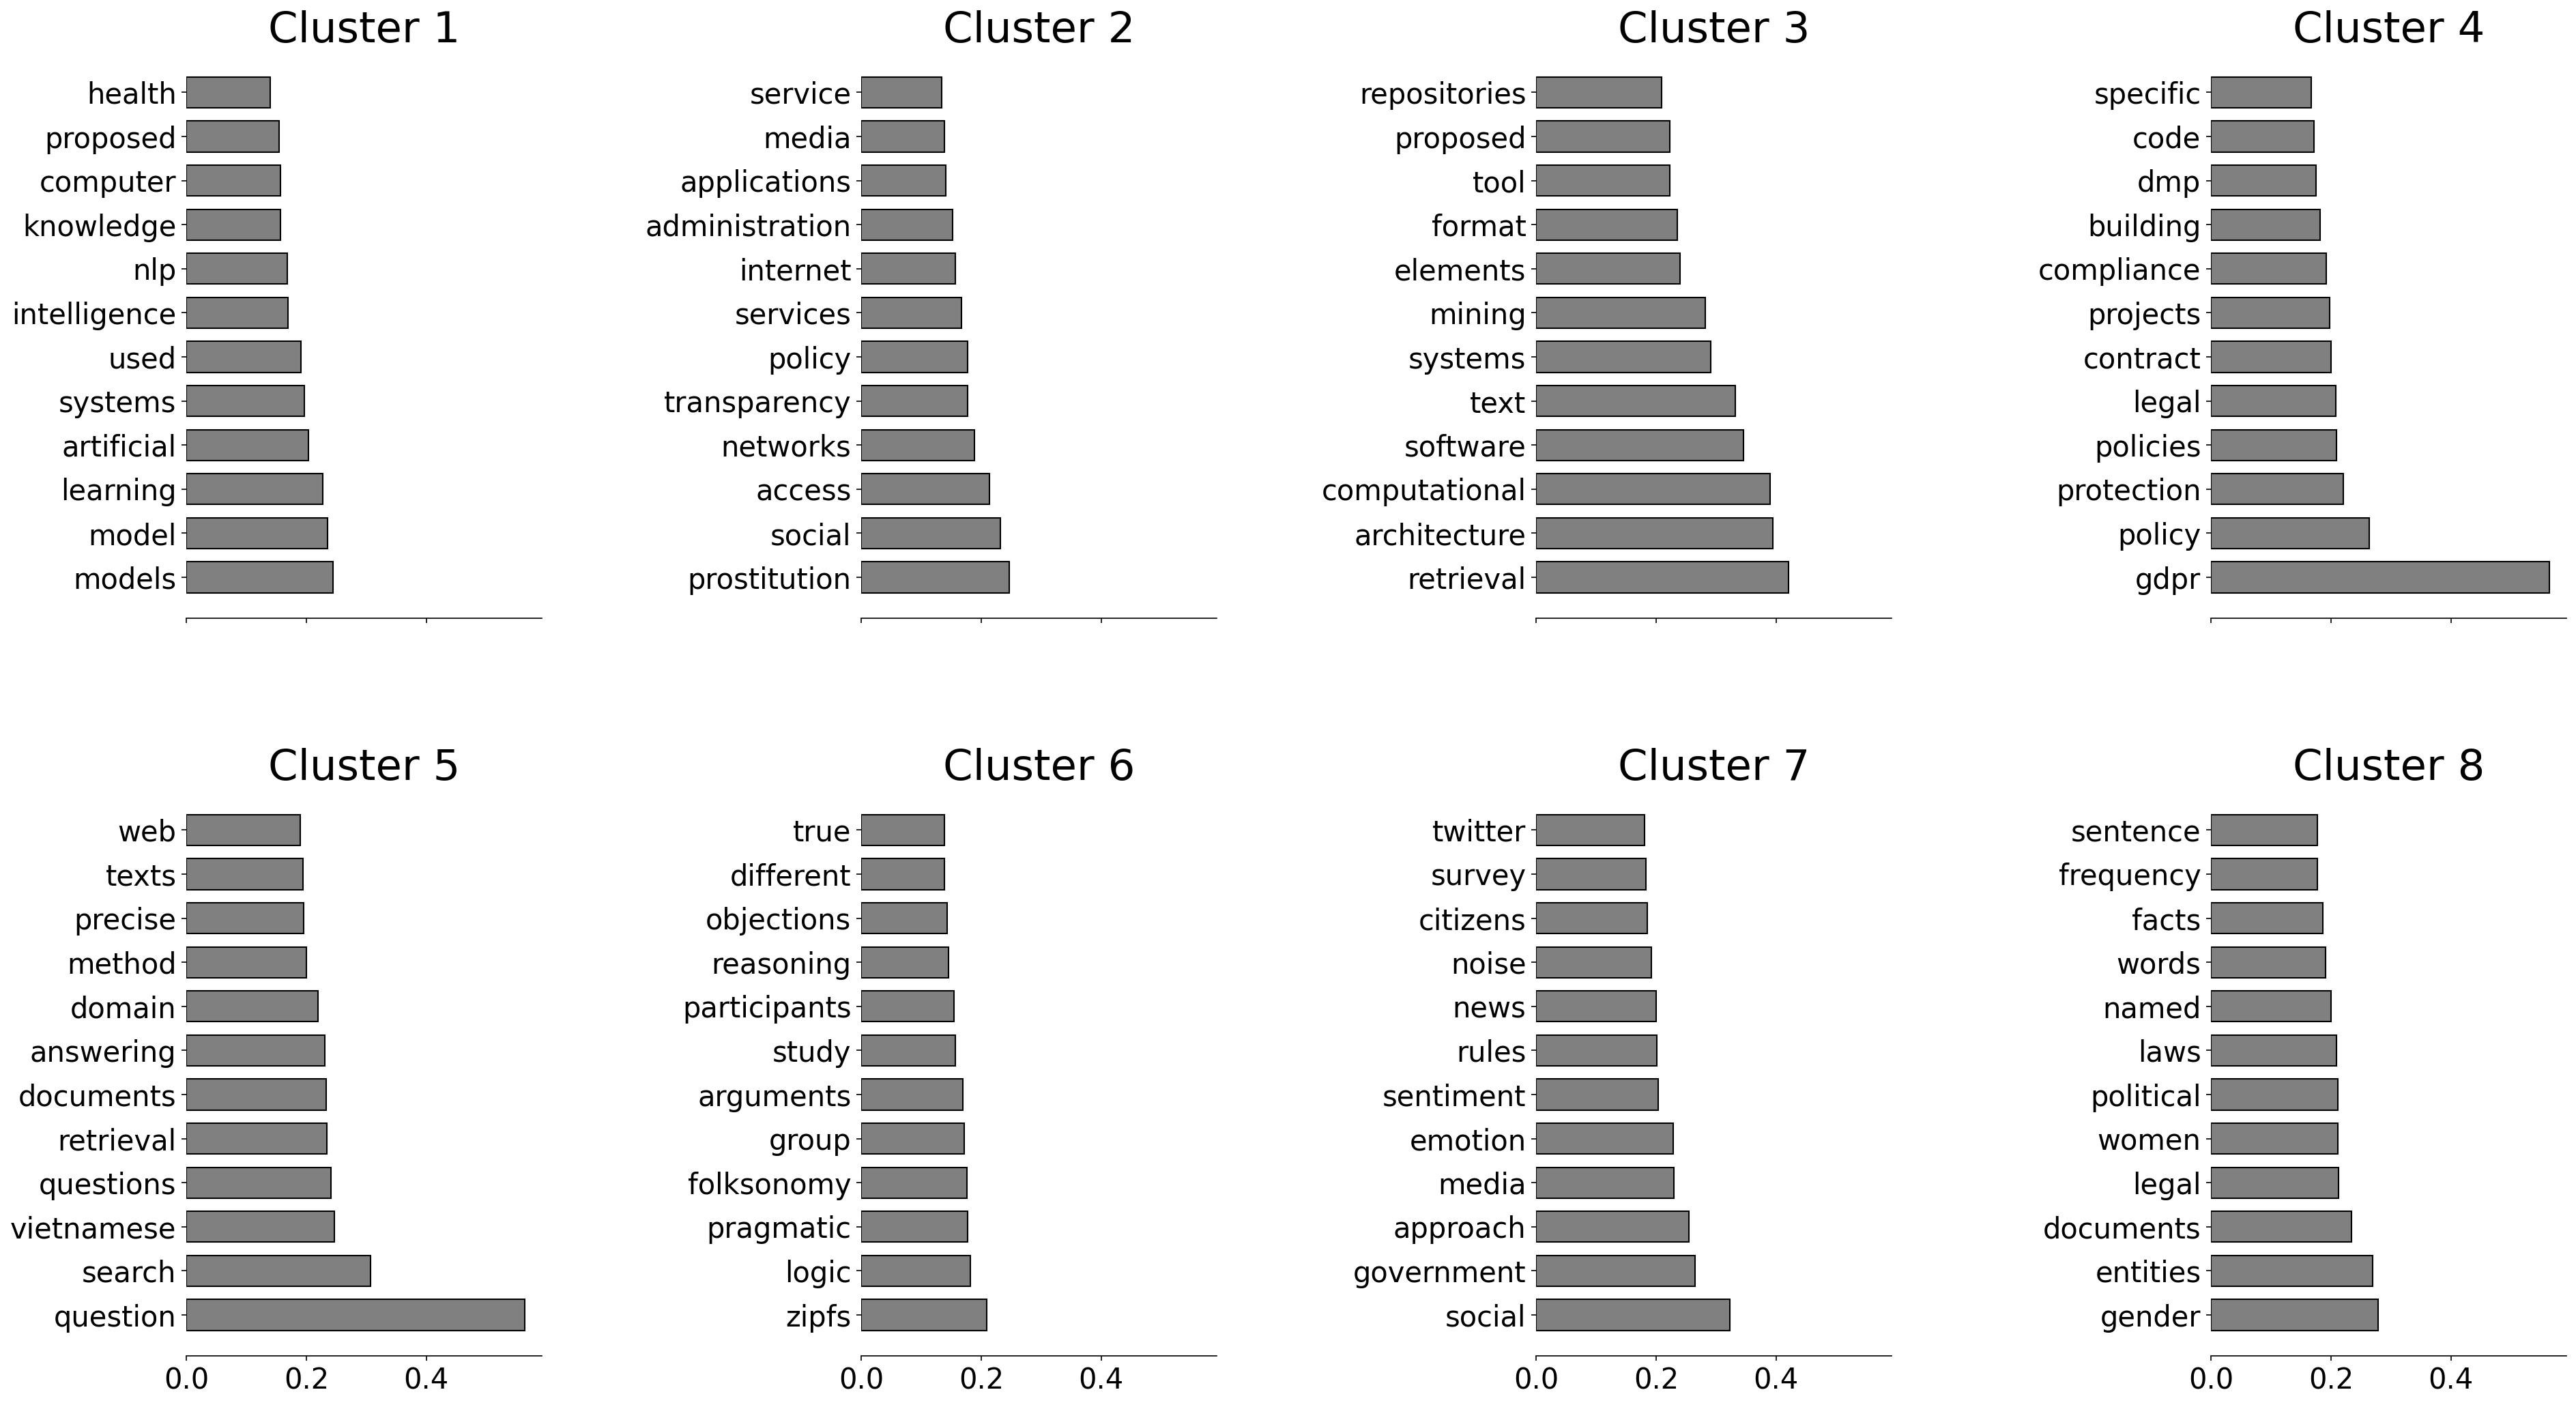 Cluster 1
health
proposed
computer
knowledge
nlp
intelligence
used
systems
artificial
learning
model
models
Cluster 2
service
media
applications
administration
internet
services
policy
transparency
networks
access
social
prostitution
Cluster 3
repositories
proposed
tool
format
elements
mining
systems
text
software
computational
architecture
retrieval
Cluster 4
specific
code
dmp
building
compliance
projects
contract
legal
policies
protection
policy
gdpr
Cluster 5
web
texts
precise
method
domain
answering
documents
retrieval
questions
vietnamese
search
question
0.0 0.2 0.4
Cluster 6
true
different
objections
reasoning
participants
study
arguments
group
folksonomy
pragmatic
logic
zipfs
0.0 0.2 0.4
Cluster 7
twitter
survey
citizens
noise
news
rules
sentiment
emotion
media
approach
government
social
0.0 0.2 0.4
Cluster 8
sentence
frequency
facts
words
named
laws
political
women
legal
documents
entities
gender
0.0 0.2 0.4